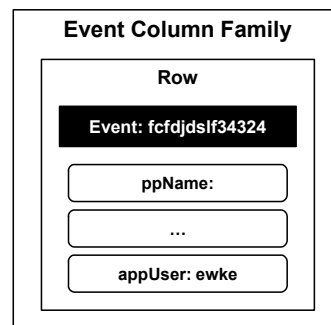 Event Column Family
Row
Event: fcfdjdslf34324
ppName:
...
appUser: ewke